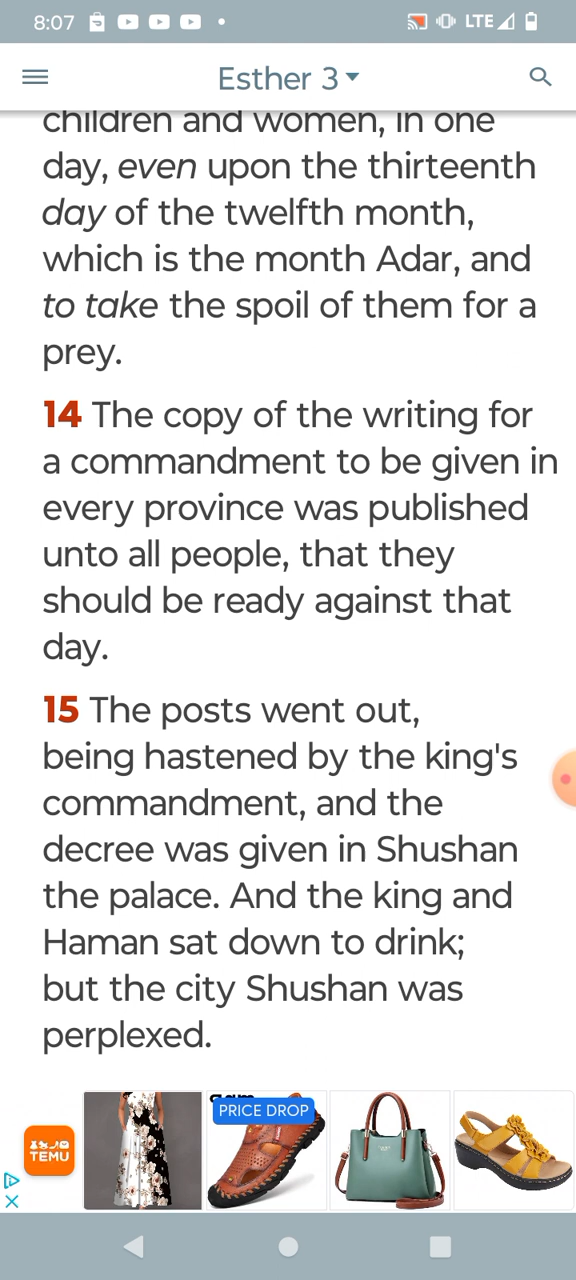 8:07
LTE
Esther 3
children and women, in one
day, even upon the thirteenth
day of the twelfth month,
which is the month Adar, and
to take the spoil of them for a
prey.
14 The copy of the writing for
a commandment to be given in
every province was published
unto all people, that they
should be ready against that
day.
15 The posts went out,
being hastened by the king's
commandment, and the
decree was given in Shushan
the palace. And the king and
Haman sat down to drink;
but the city Shushan was
perplexed.
PRICE DROP
TEMU